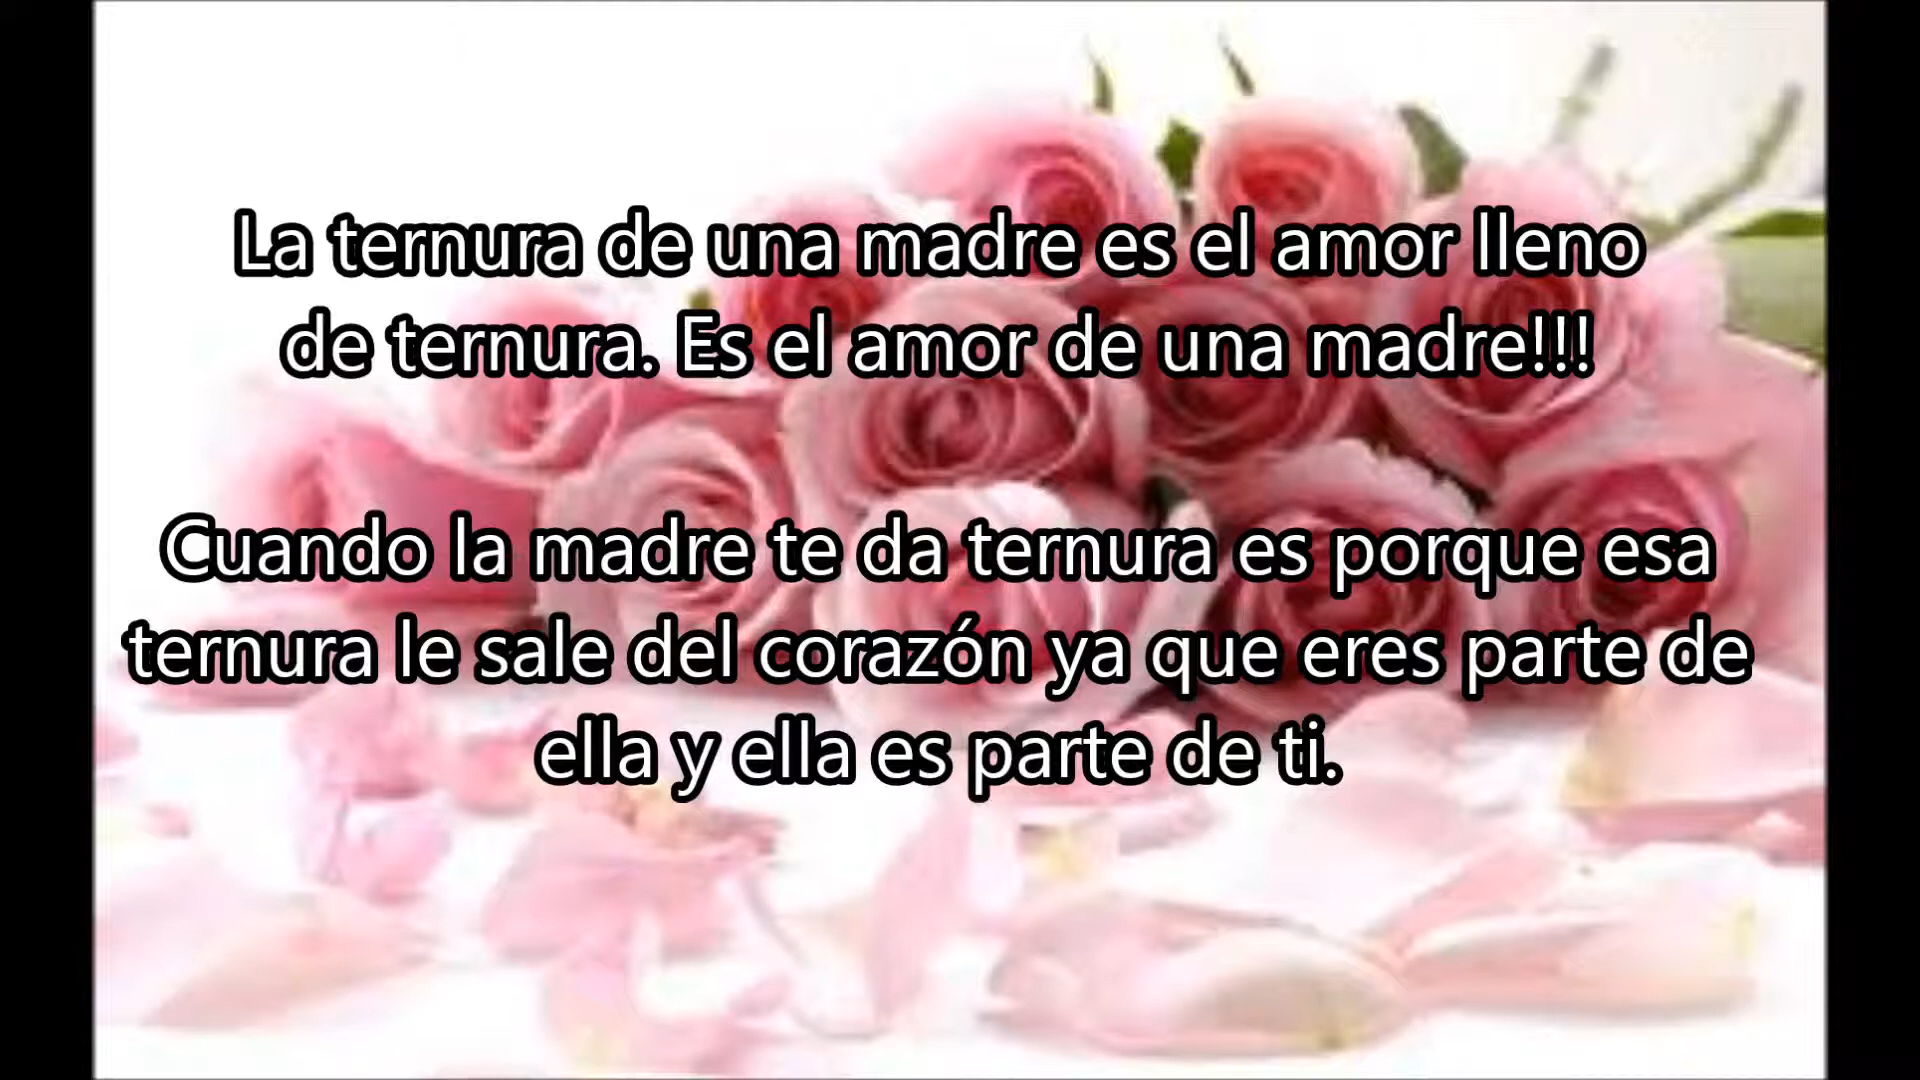 La ternura de una madre es el amor lleno
de ternura. Es el amor de una madre!!!
Cuando la madre te da ternura es porque esa
ternura le sale del corazón ya que eres parte de
ella y ella es parte de ti.